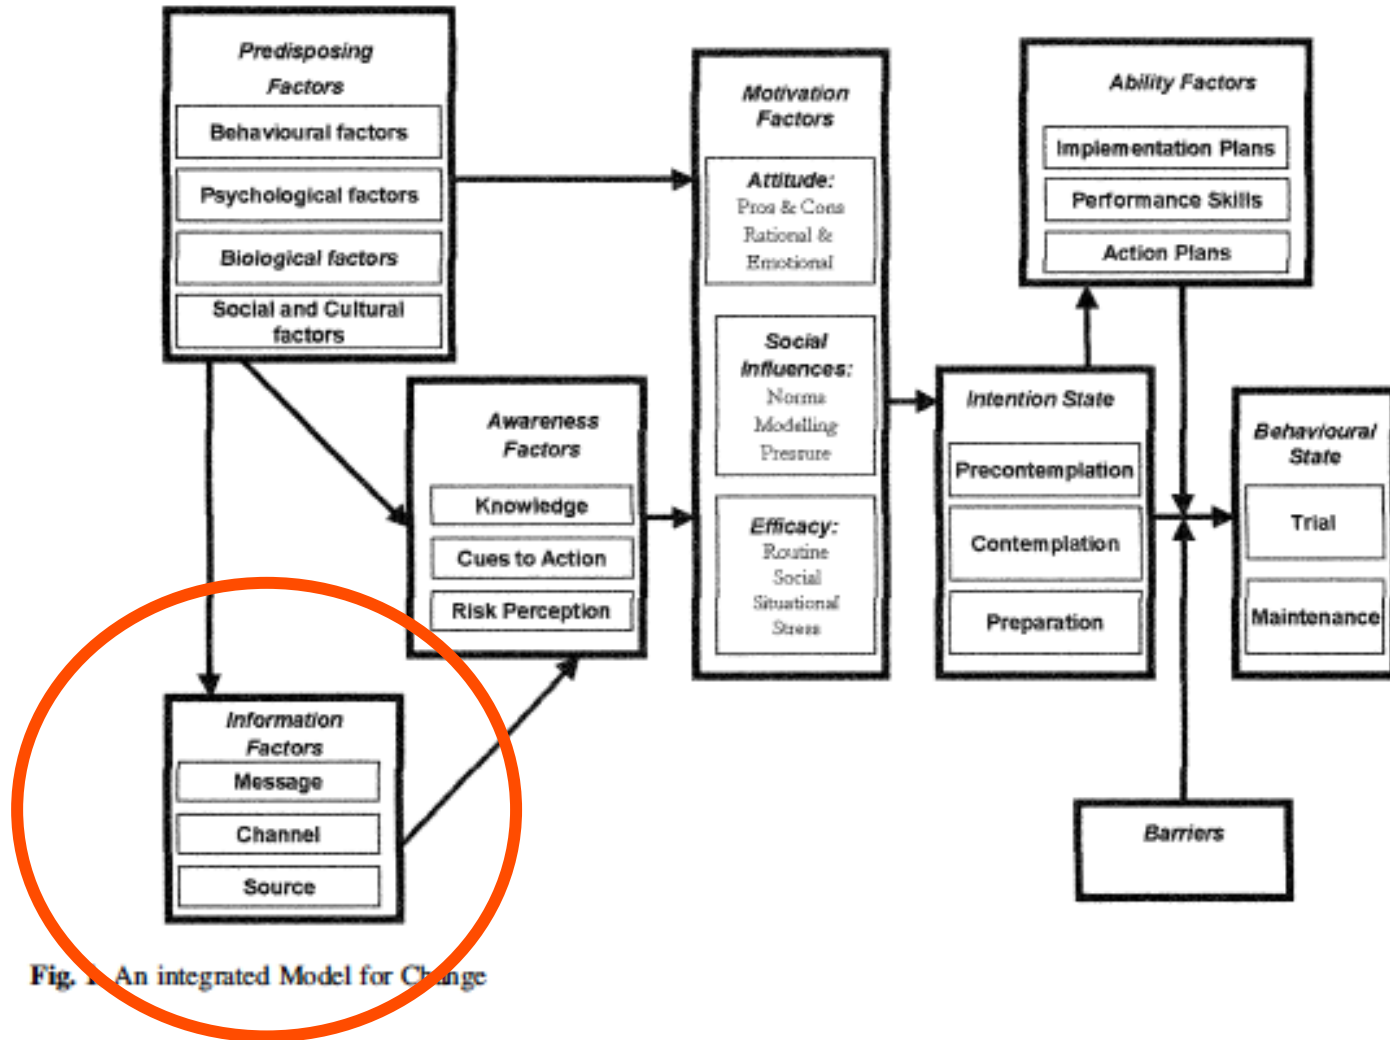 Predisposing
Factors
Behavioural factors
Psychological factors
Biological factors
Social and Cultural
factors
Awareness
Factors
Knowledge
Cues to Action
Risk Perception
Information
Factors
Message
Channel
Source
Motivation
Factors
Attitude:
Pros & Cons
Rational &
Emotional
Social
Influences:
Norms
Modelling
Pressure
Efficacy:
Routine
Social
Situational
Stress
Intention State
Precontemplation
Contemplation
Preparation
Ability Factors
Implementation Plans
Performance Skills
Action Plans
Behavioural
State
Trial
Maintenance
Barriers
Fig. An integrated Model for Change